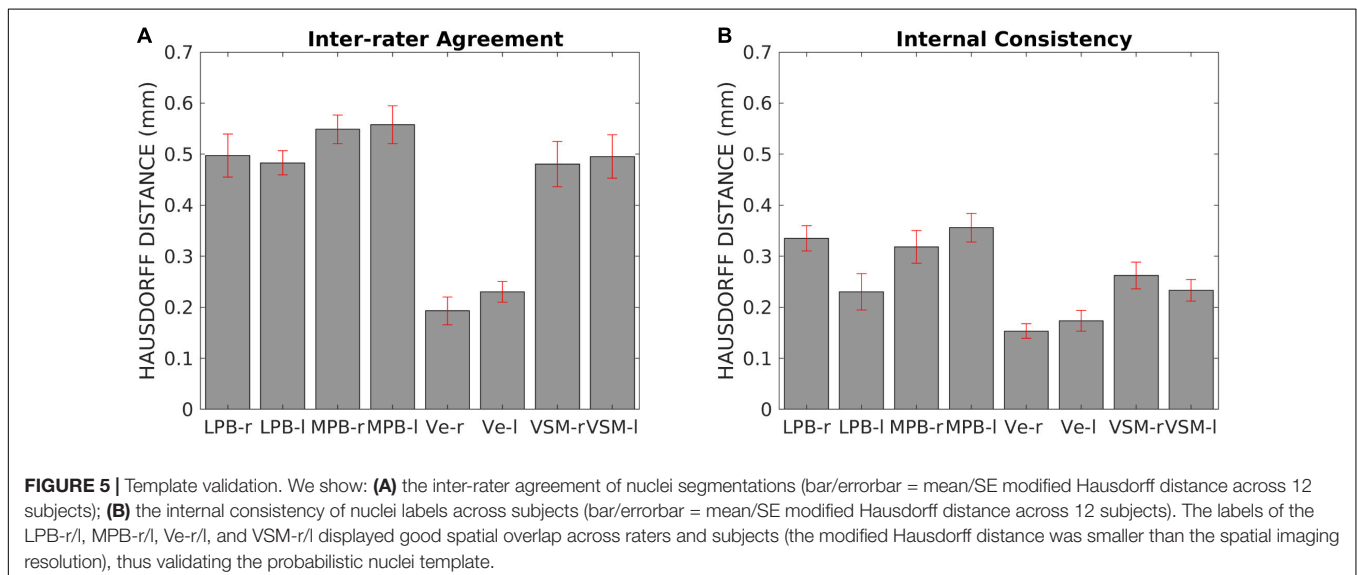 A
Inter-rater Agreement
HAUSDORFF DISTANCE (mm)
0.7
0.6
0.5
0.4
0.3
0.2
0.1
0
LPB-r LPB-l MPB-r MPB-l Ve-r Ve-l VSM-r VSM-l
B
Internal Consistency
HAUSDORFF DISTANCE (mm)
0.7
0.6
0.5
0.4
0.3
0.2
0.1
0
LPB-r LPB-l MPB-r MPB-l Ve-r Ve-l VSM-r VSM-l
FIGURE 5 | Template validation. We show: (A) the inter-rater agreement of nuclei segmentations (bar/errorbar = mean/SE modified Hausdorff distance across 12
subjects); (B) the internal consistency of nuclei labels across subjects (bar/errorbar = mean/SE modified Hausdorff distance across 12 subjects). The labels of the
LPB-r/l, MPB-r/l, Ve-r/l, and VSM-r/l displayed good spatial overlap across raters and subjects (the modified Hausdorff distance was smaller than the spatial imaging
resolution), thus validating the probabilistic nuclei template.